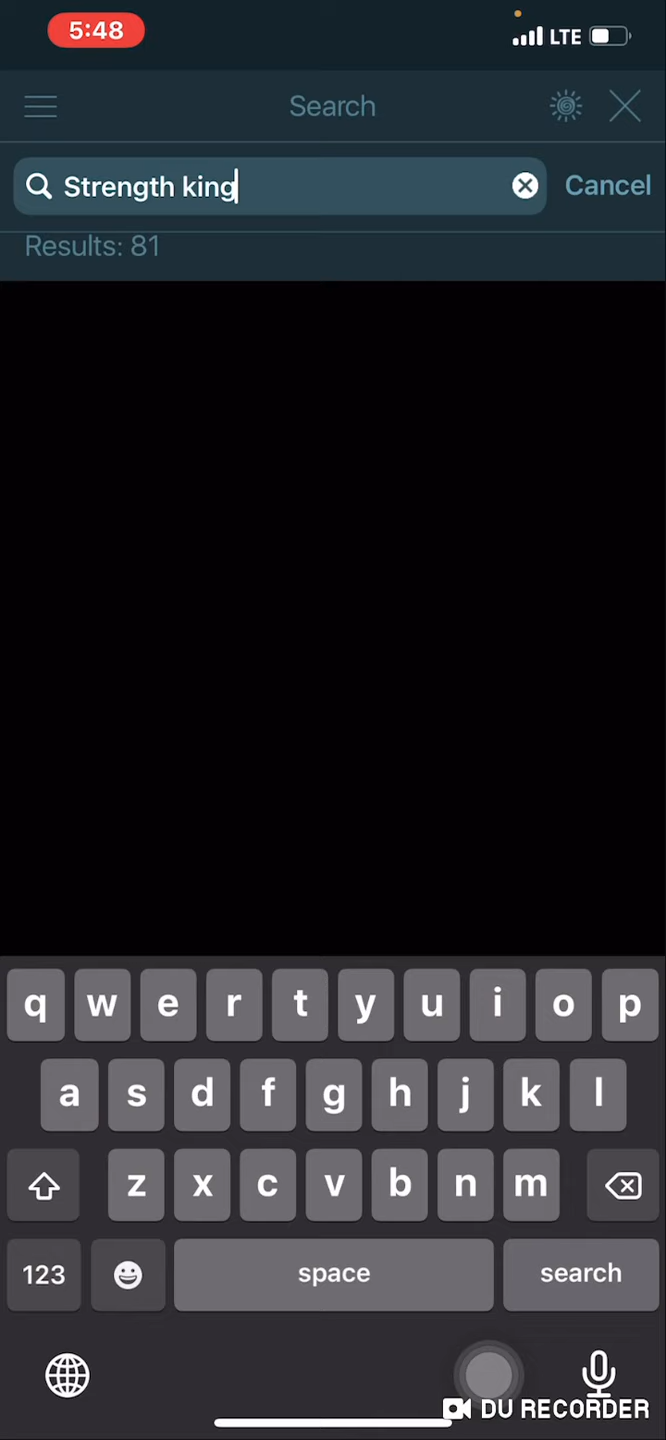 5:48
LTE
Search
Strength king
Cancel
Results: 81
q w e r t y u i o p
a s d f g h j k l
z x c v b n m
123 space search
DU RECORDER